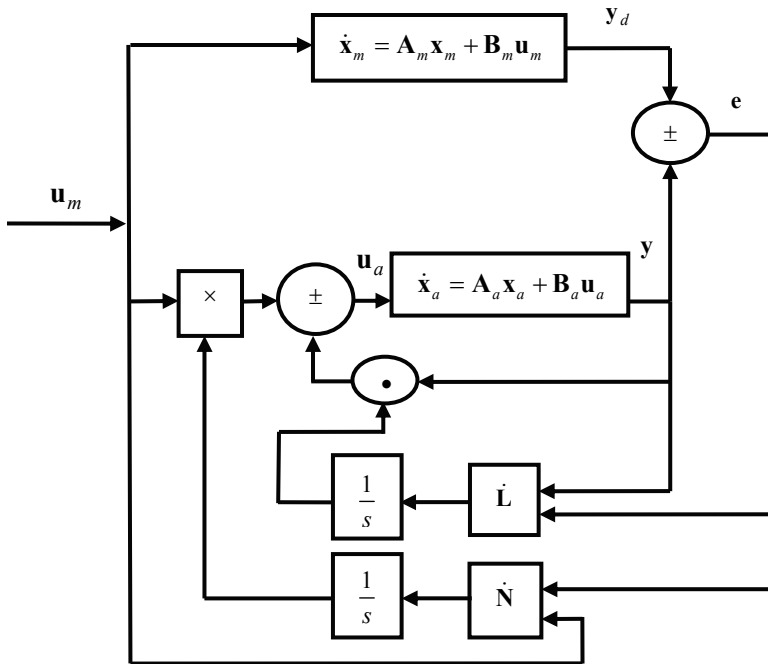 y_d
ẋ_m = A_m x_m + B_m u_m
e
±
u_m
u_a
y
ẋ_a = A_a x_a + B_a u_a
×
±
•
1/s
L̇
1/s
Ṅ